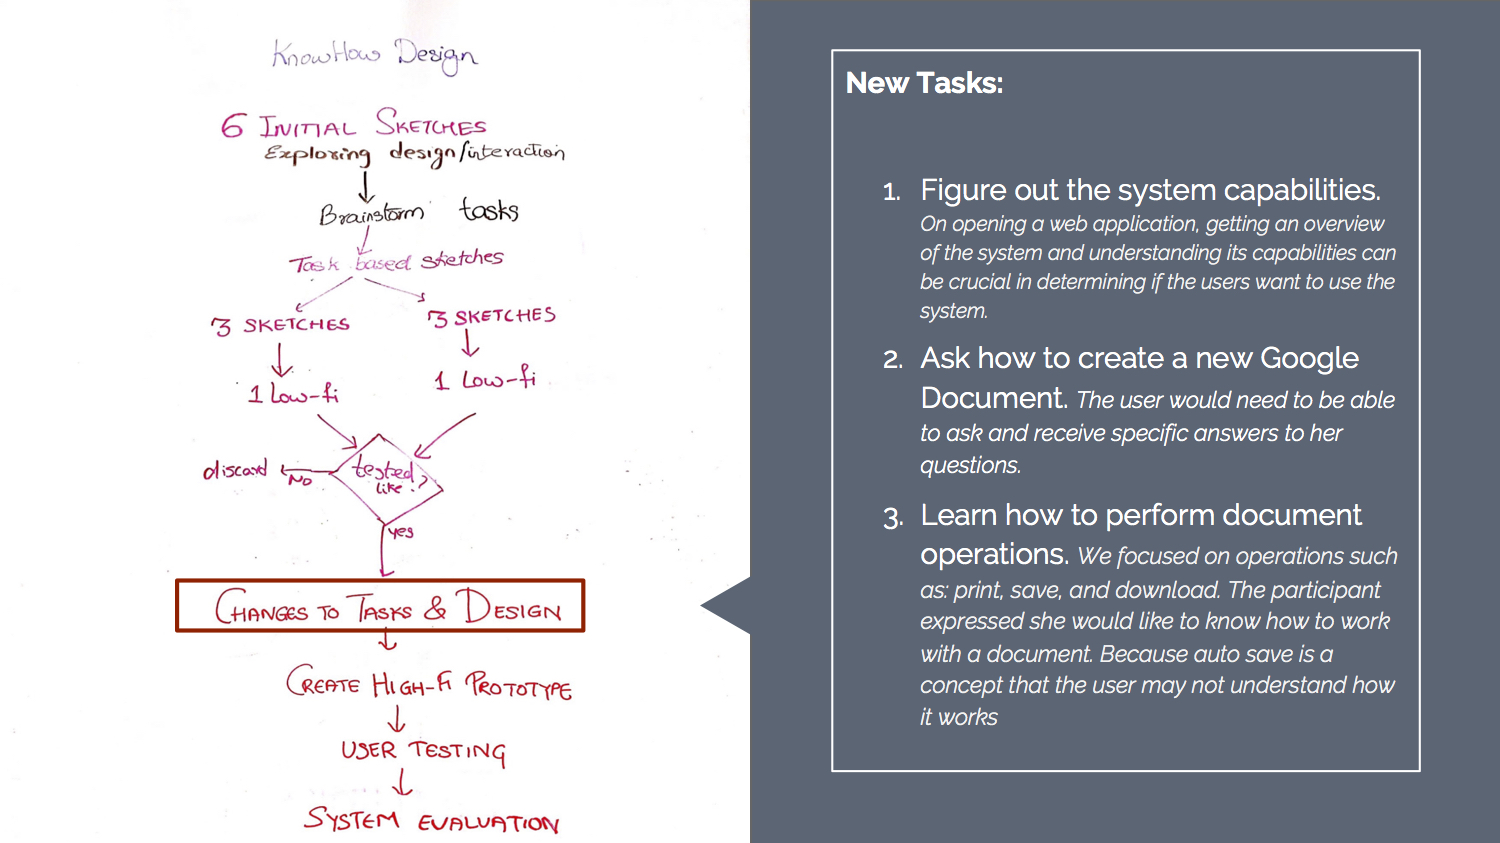 KnowHow Design
6 INITIAL SKETCHES
Exploring design/interaction
Brainstorm tasks
Task based sketches
3 SKETCHES
3 SKETCHES
1 Low-fi
1 Low-fi
discard
NO
tested
like?
yes
CHANGES TO TASKS & DESIGN
CREATE HIGH-FI PROTOTYPE
USER TESTING
SYSTEM EVALUATION
New Tasks:
1. Figure out the system capabilities.
On opening a web application, getting an overview
of the system and understanding its capabilities can
be crucial in determining if the users want to use the
system.
2. Ask how to create a new Google
Document. The user would need to be able
to ask and receive specific answers to her
questions.
3. Learn how to perform document
operations. We focused on operations such
as: print, save, and download. The participant
expressed she would like to know how to work
with a document. Because auto save is a
concept that the user may not understand how
it works